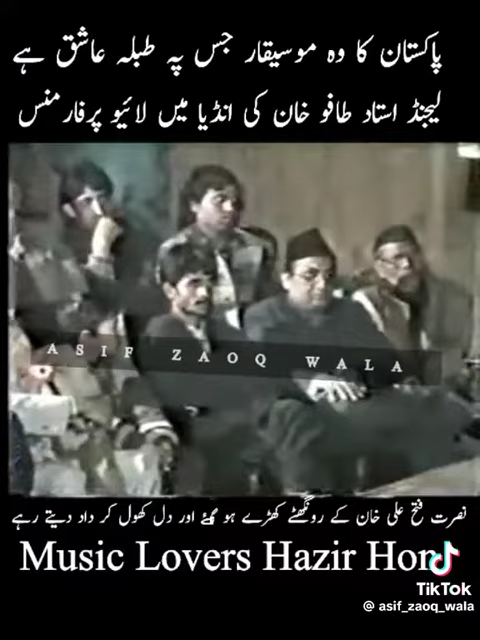 پاکستان کا وہ موسیقار جس پہ طبلہ عاشق ہے
لیجنڈ استاد طافو خان کی انڈیا میں لائیو پرفارمنس
ASIF ZAOQ WALA
نصرت فتح علی خان کے رونگھٹے کھڑے ہو گئے اور دل کھول کر داد دیتے رہے
Music Lovers Hazir Hon
TikTok
@ asif_zaoq_wala